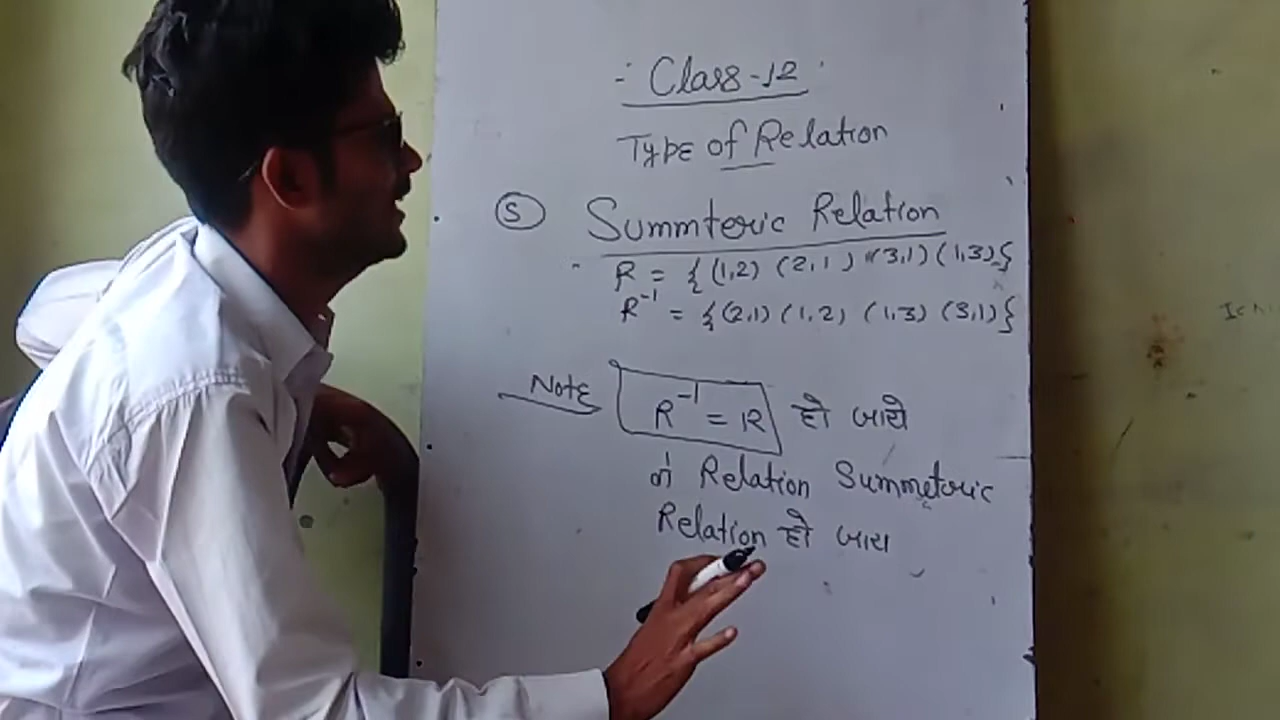 Class-12
Type of Relation
5 Summteric Relation
R = {(1,2) (2,1) (3,1) (1,3)}
R⁻¹ = {(2,1) (1,2) (1,3) (3,1)}
Note R⁻¹ = R हो जाये
तो Relation Summetoric
Relation हो जाय